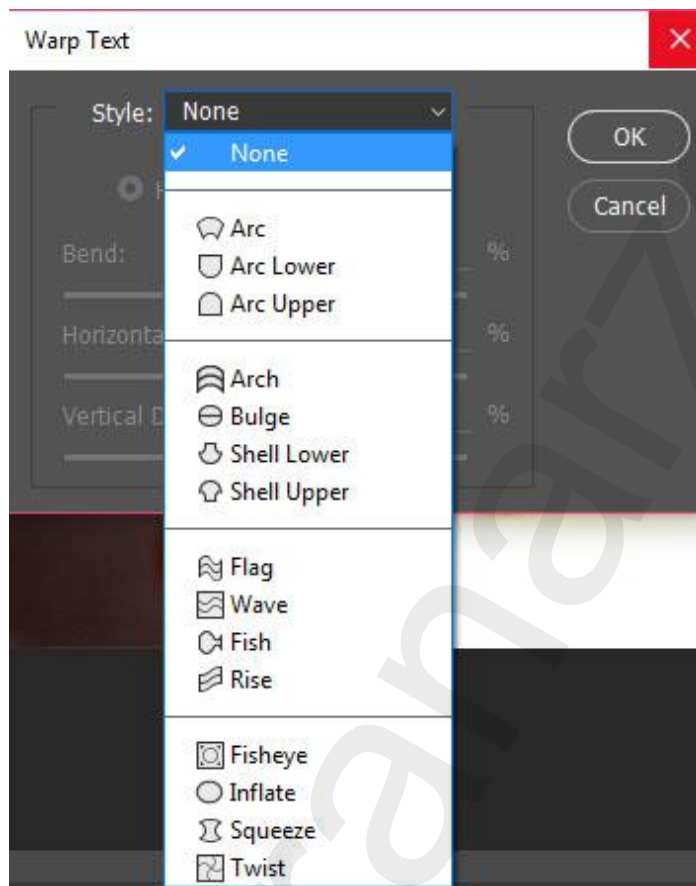 Warp Text
Style: None
OK
None
Cancel
Arc
Bend: %
Arc Lower
Arc Upper
%
Arch
Vertical %
Bulge
Shell Lower
Shell Upper
Flag
Wave
Fish
Rise
Fisheye
Inflate
Squeeze
Twist